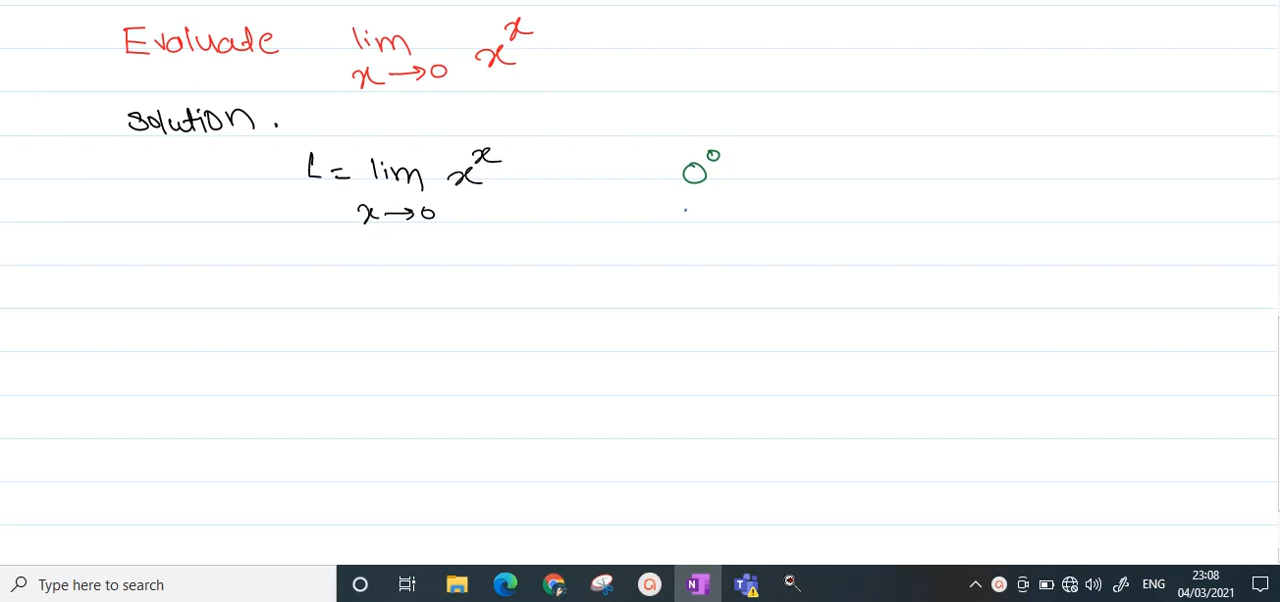 Evaluate lim x→0 x^x
Solution.
L = lim x→0 x^x 0^0
Type here to search
ENG
23:08
04/03/2021